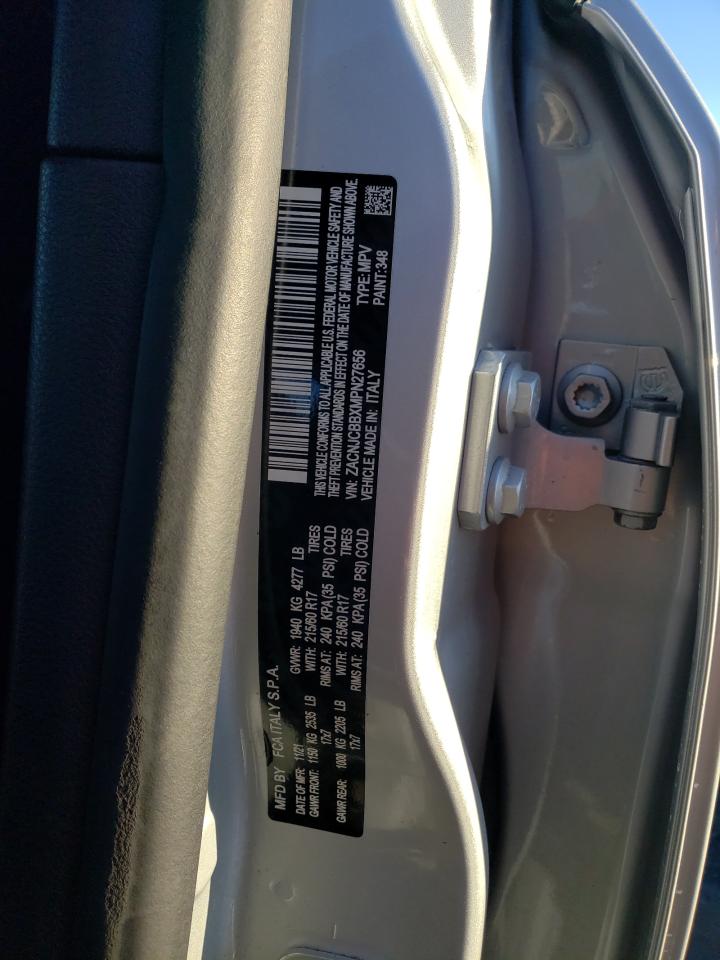 MFD BY FCA ITALY S.P.A.
DATE OF MFR: 11/21 GVWR: 1940 KG 4277 LB
GAWR FRONT: 1150 KG 2535 LB WITH: 215/60 R17 TIRES
17x7 RIMS AT: 240 KPA(35 PSI) COLD
GAWR REAR: 1000 KG 2205 LB WITH: 215/60 R17 TIRES
17x7 RIMS AT: 240 KPA(35 PSI) COLD
THIS VEHICLE CONFORMS TO ALL APPLICABLE U.S. FEDERAL MOTOR VEHICLE SAFETY AND
THEFT PREVENTION STANDARDS IN EFFECT ON THE DATE OF MANUFACTURE SHOWN ABOVE.
VIN: ZACNJCBBXMPN27656 TYPE: MPV
VEHICLE MADE IN: ITALY PAINT: 348